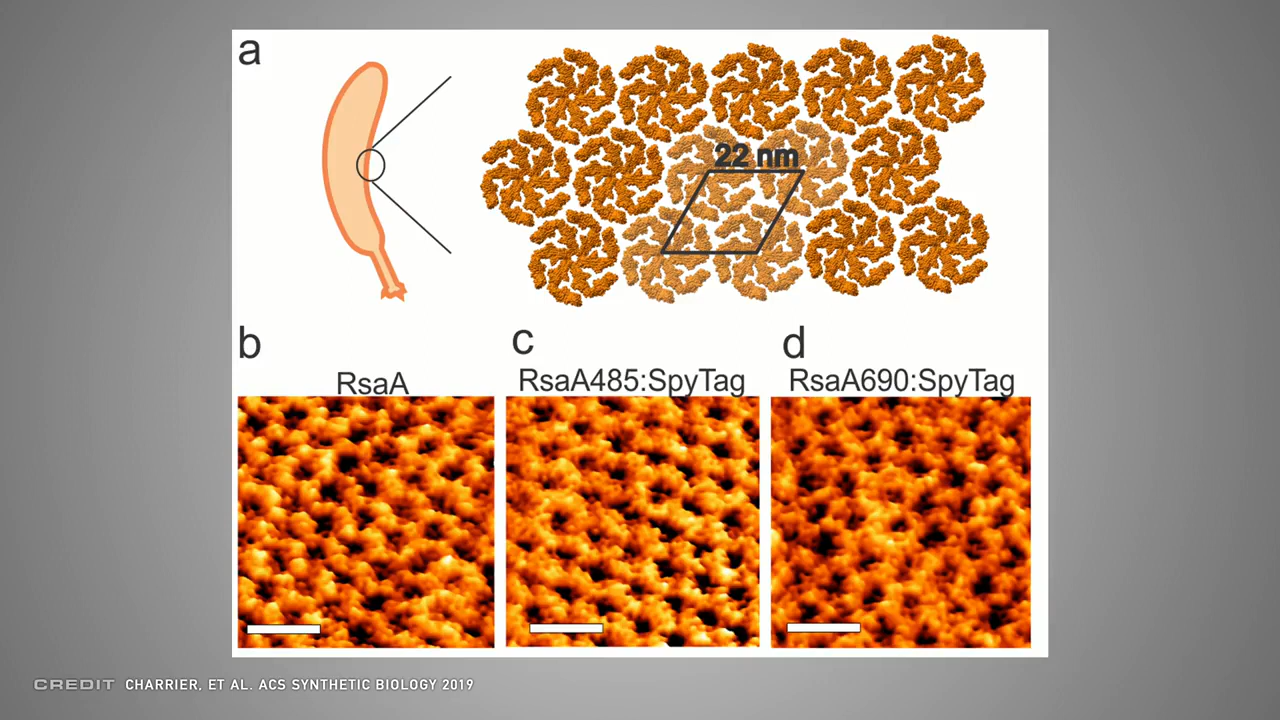 a
22 nm
b
c
d
RsaA
RsaA485:SpyTag
RsaA690:SpyTag
CREDIT CHARRIER, ET AL. ACS SYNTHETIC BIOLOGY 2019